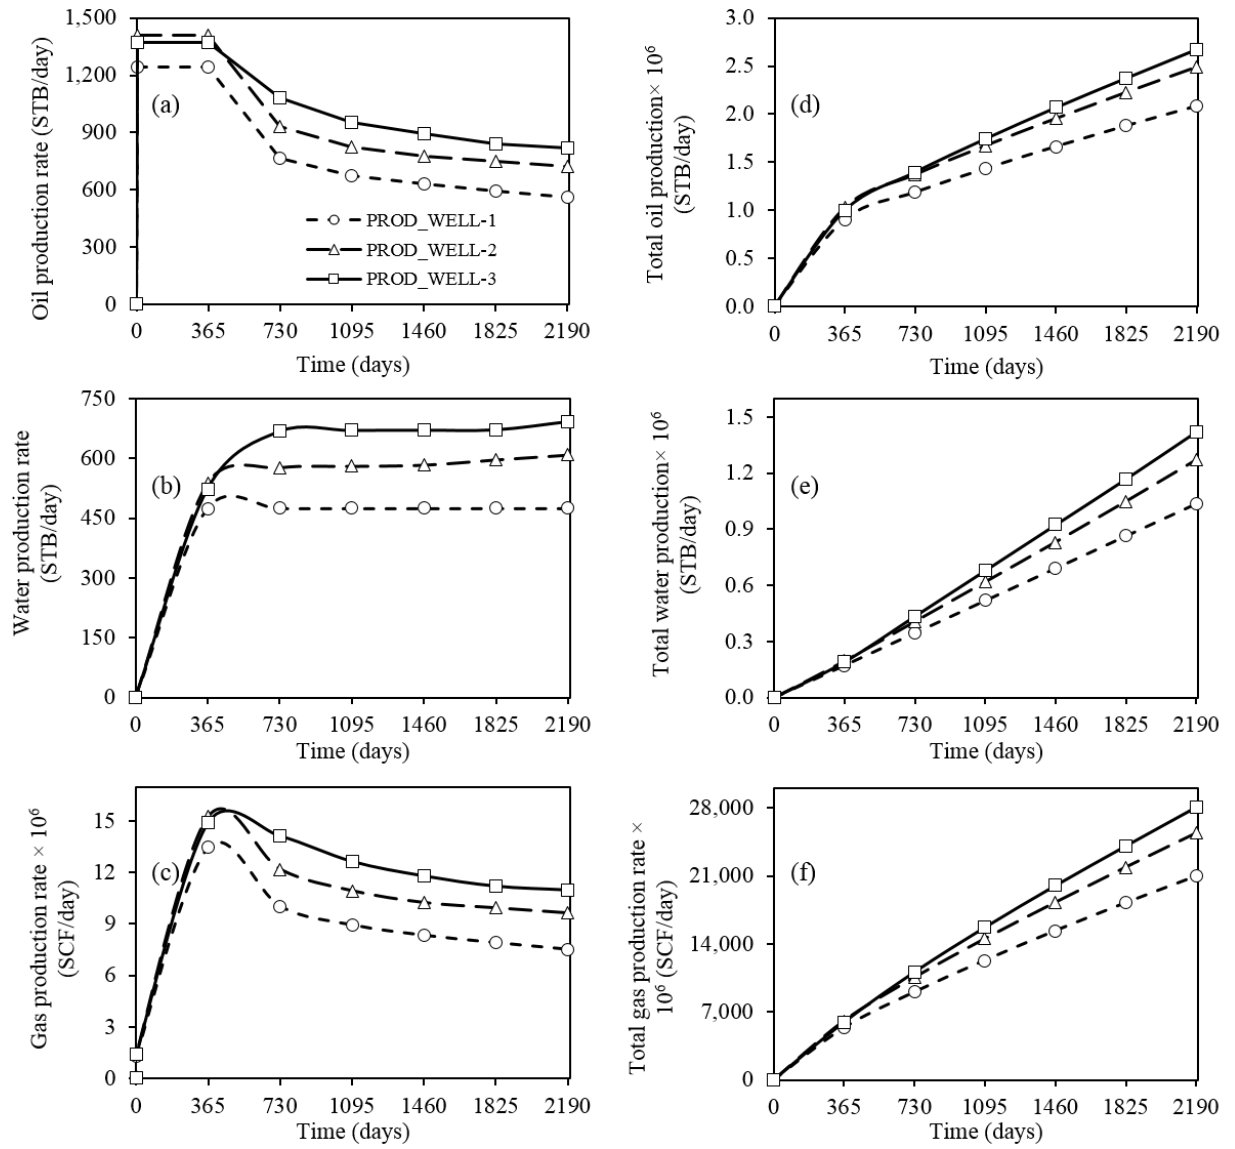 Oil production rate (STB/day)
1,500
1,200
900
600
300
0
(a)
PROD_WELL-1
PROD_WELL-2
PROD_WELL-3
0 365 730 1095 1460 1825 2190
Time (days)
Total oil production× 10⁶
(STB/day)
3.0
2.5
2.0
1.5
1.0
0.5
0.0
(d)
0 365 730 1095 1460 1825 2190
Time (days)
Water production rate
(STB/day)
750
600
450
300
150
0
(b)
0 365 730 1095 1460 1825 2190
Time (days)
Total water production× 10⁶
(STB/day)
1.5
1.2
0.9
0.6
0.3
0.0
(e)
0 365 730 1095 1460 1825 2190
Time (days)
Gas production rate × 10⁶
(SCF/day)
15
12
9
6
3
0
(c)
0 365 730 1095 1460 1825 2190
Time (days)
Total gas production rate ×
10⁶ (SCF/day)
28,000
21,000
14,000
7,000
0
(f)
0 365 730 1095 1460 1825 2190
Time (days)